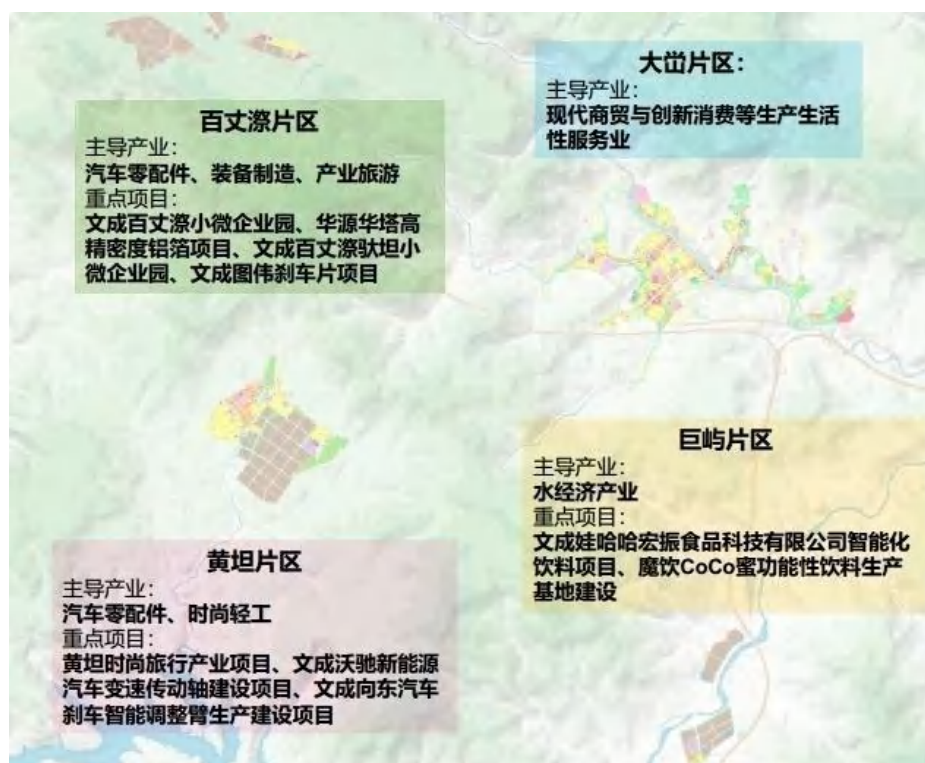 百丈漈片区
主导产业：
汽车零配件、装备制造、产业旅游
重点项目：
文成百丈漈小微企业园、华源华塔高
精密度铝箔项目、文成百丈漈驮坦小
微企业园、文成图伟刹车片项目
大峃片区：
主导产业：
现代商贸与创新消费等生产生活
性服务业
巨屿片区
主导产业：
水经济产业
重点项目：
文成娃哈哈宏振食品科技有限公司智能化
饮料项目、魔饮CoCo蜜功能性饮料生产
基地建设
黄坦片区
主导产业：
汽车零配件、时尚轻工
重点项目：
黄坦时尚旅行产业项目、文成沃驰新能源
汽车变速传动轴建设项目、文成向东汽车
刹车智能调整臂生产建设项目